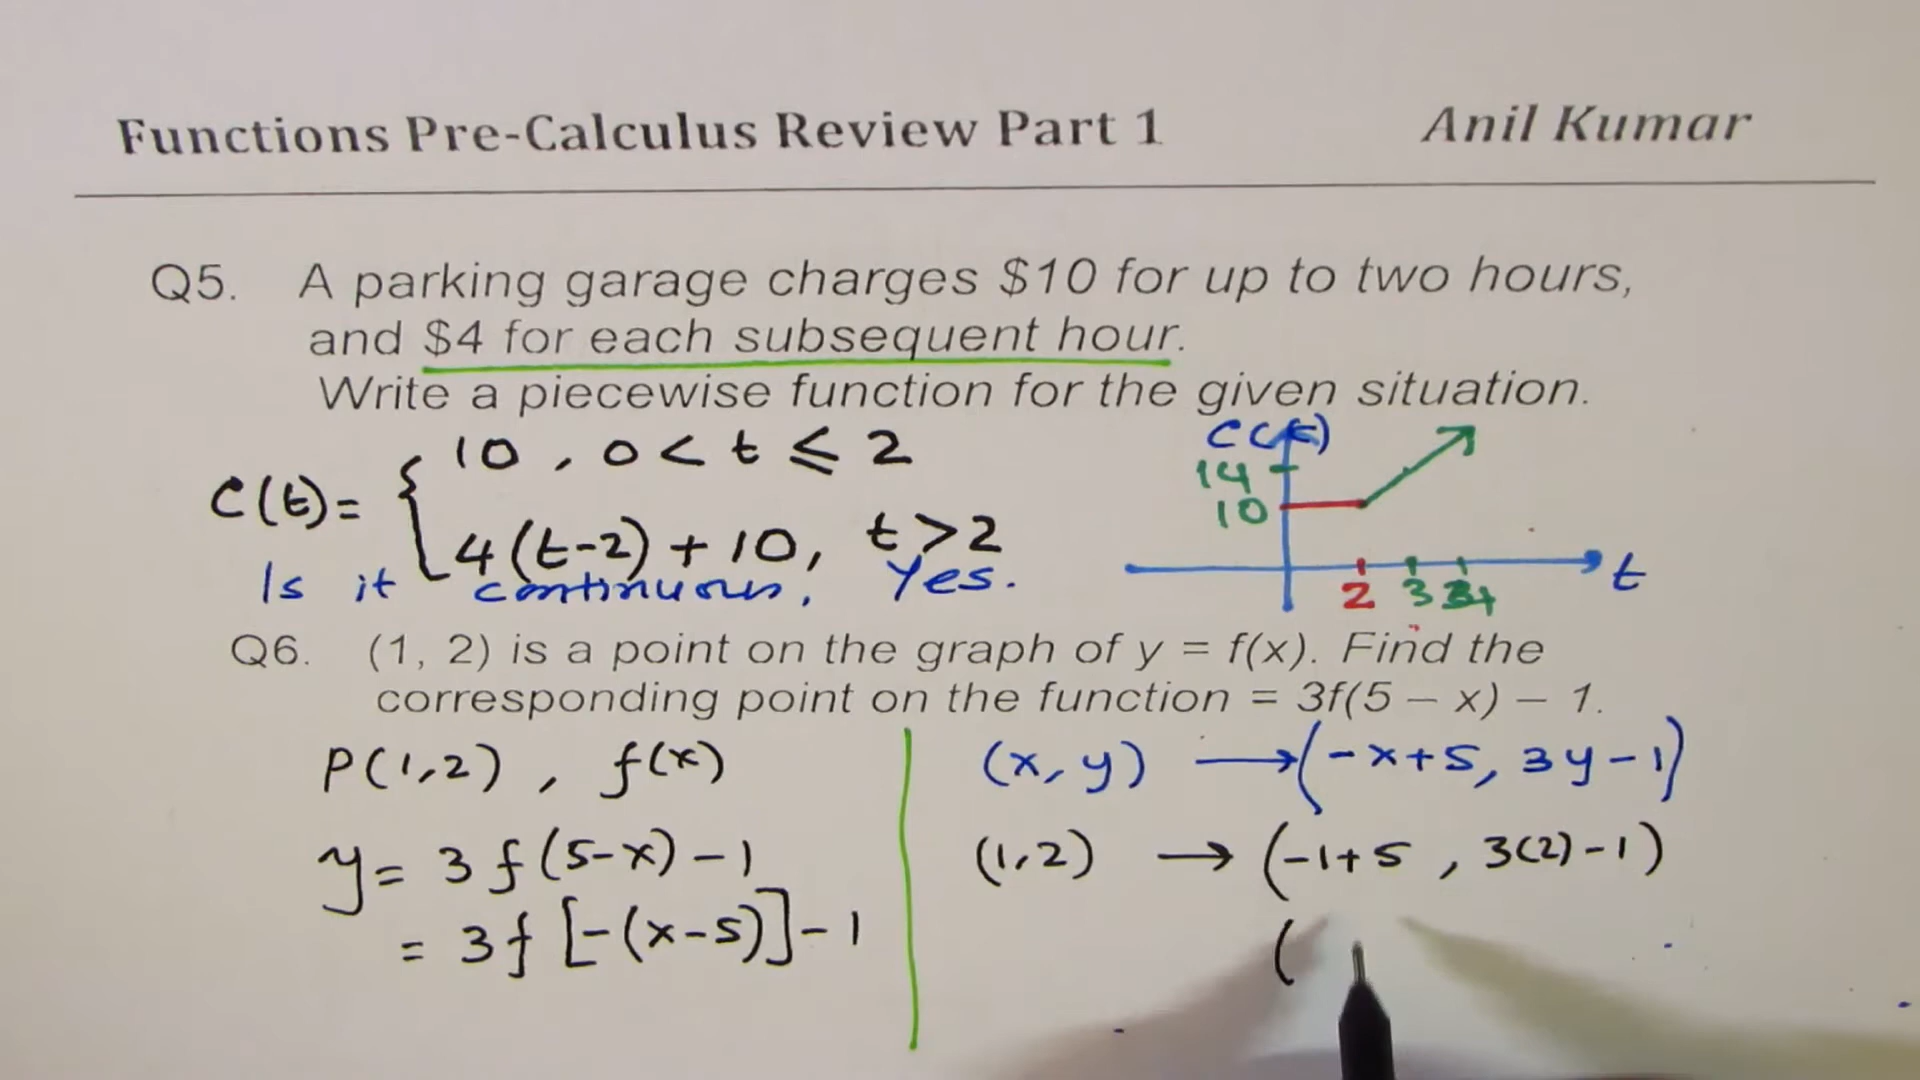 Functions Pre-Calculus Review Part 1 Anil Kumar
Q5. A parking garage charges $10 for up to two hours,
and $4 for each subsequent hour.
Write a piecewise function for the given situation.
C(t)= { 10 , 0 < t ≤ 2
4(t-2) + 10, t > 2
Is it continuous, Yes.
C(t)
14
10
2 3 4 t
Q6. (1, 2) is a point on the graph of y = f(x). Find the
corresponding point on the function = 3f(5 – x) – 1.
P(1,2) , f(x)
y = 3 f (5-x) - 1
= 3 f [-(x-5)] - 1
(x, y) → (-x+5, 3y-1)
(1,2) → (-1+5 , 3(2)-1)
(